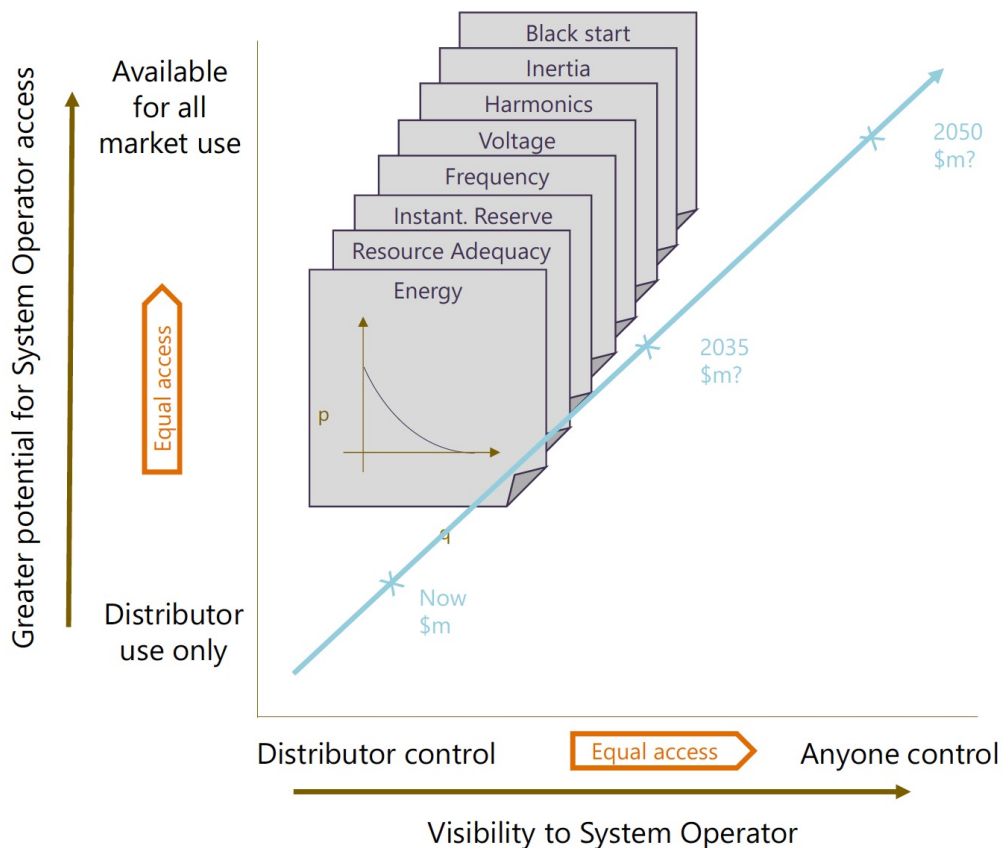 Greater potential for System Operator access
Available
for all
market use
Equal access
Distributor
use only
Black start
Inertia
Harmonics
Voltage
Frequency
Instant. Reserve
Resource Adequacy
Energy
p
q
2050
$m?
2035
$m?
Now
$m
Distributor control
Equal access
Anyone control
Visibility to System Operator